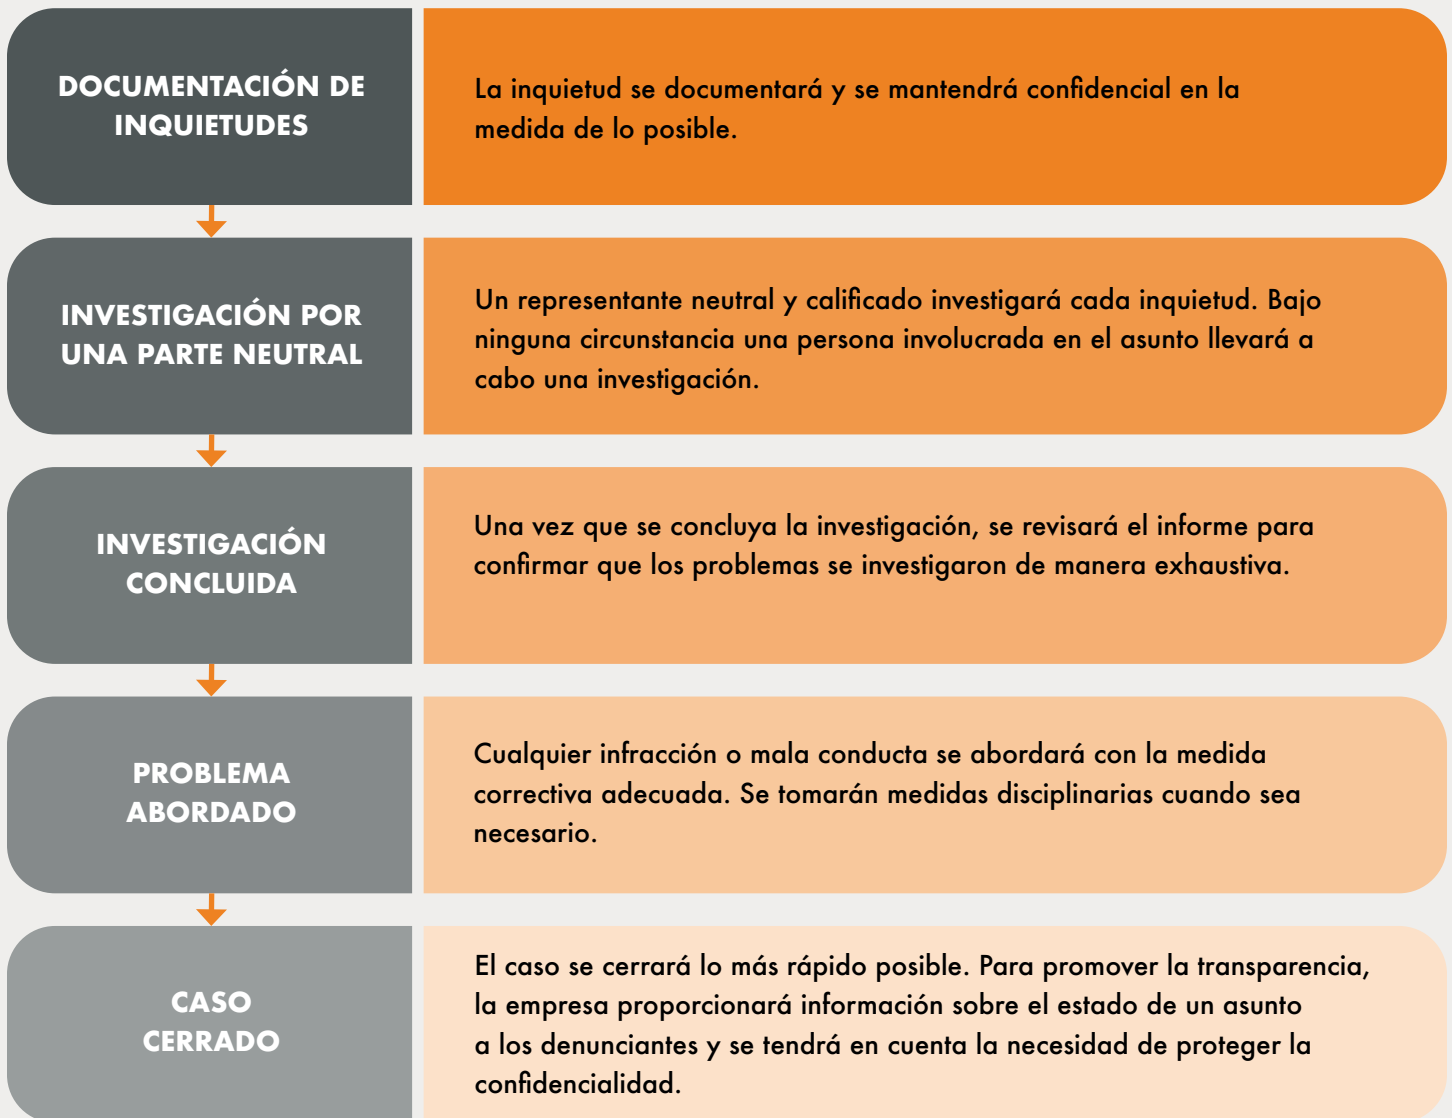 DOCUMENTACIÓN DE
INQUIETUDES
La inquietud se documentará y se mantendrá confidencial en la
medida de lo posible.
INVESTIGACIÓN POR
UNA PARTE NEUTRAL
Un representante neutral y calificado investigará cada inquietud. Bajo
ninguna circunstancia una persona involucrada en el asunto llevará a
cabo una investigación.
INVESTIGACIÓN
CONCLUIDA
Una vez que se concluya la investigación, se revisará el informe para
confirmar que los problemas se investigaron de manera exhaustiva.
PROBLEMA
ABORDADO
Cualquier infracción o mala conducta se abordará con la medida
correctiva adecuada. Se tomarán medidas disciplinarias cuando sea
necesario.
CASO
CERRADO
El caso se cerrará lo más rápido posible. Para promover la transparencia,
la empresa proporcionará información sobre el estado de un asunto
a los denunciantes y se tendrá en cuenta la necesidad de proteger la
confidencialidad.